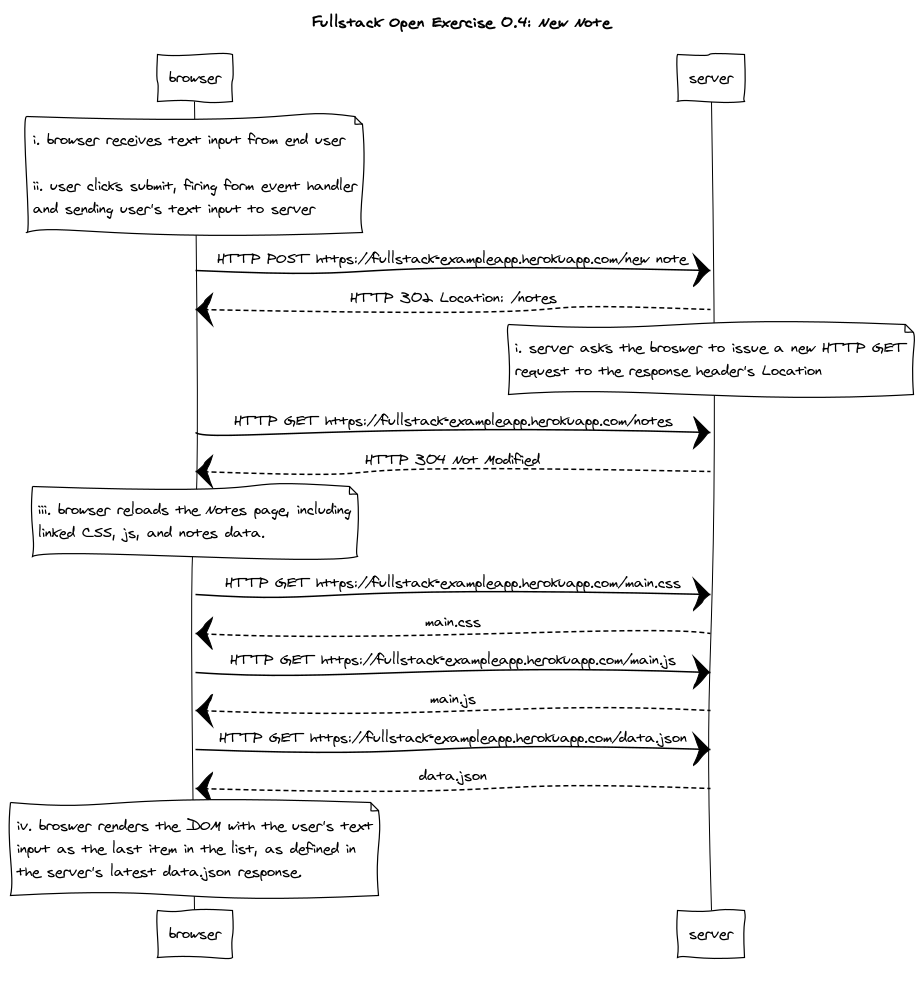 Fullstack Open Exercise 0.4: New Note
browser
server
i. browser receives text input from end user
ii. user clicks submit, firing form event handler
and sending user's text input to server
HTTP POST https://fullstack-exampleapp.herokuapp.com/new note
HTTP 302 Location: /notes
i. server asks the broswer to issue a new HTTP GET
request to the response header's Location
HTTP GET https://fullstack-exampleapp.herokuapp.com/notes
HTTP 304 Not Modified
iii. browser reloads the Notes page, including
linked CSS, js, and notes data.
HTTP GET https://fullstack-exampleapp.herokuapp.com/main.css
main.css
HTTP GET https://fullstack-exampleapp.herokuapp.com/main.js
main.js
HTTP GET https://fullstack-exampleapp.herokuapp.com/data.json
data.json
iv. broswer renders the DOM with the user's text
input as the last item in the list, as defined in
the server's latest data.json response.
browser
server